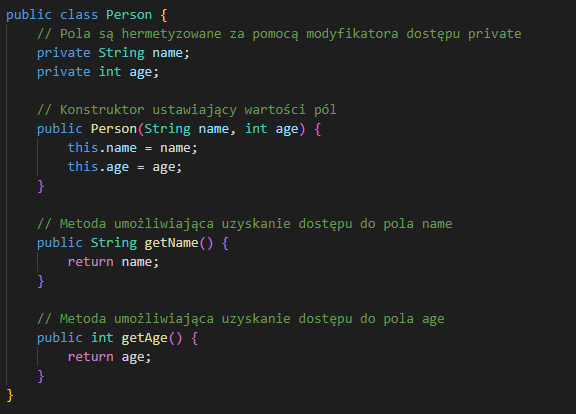 public class Person {
    // Pola są hermetyzowane za pomocą modyfikatora dostępu private
    private String name;
    private int age;

    // Konstruktor ustawiający wartości pól
    public Person(String name, int age) {
        this.name = name;
        this.age = age;
    }

    // Metoda umożliwiająca uzyskanie dostępu do pola name
    public String getName() {
        return name;
    }

    // Metoda umożliwiająca uzyskanie dostępu do pola age
    public int getAge() {
        return age;
    }
}